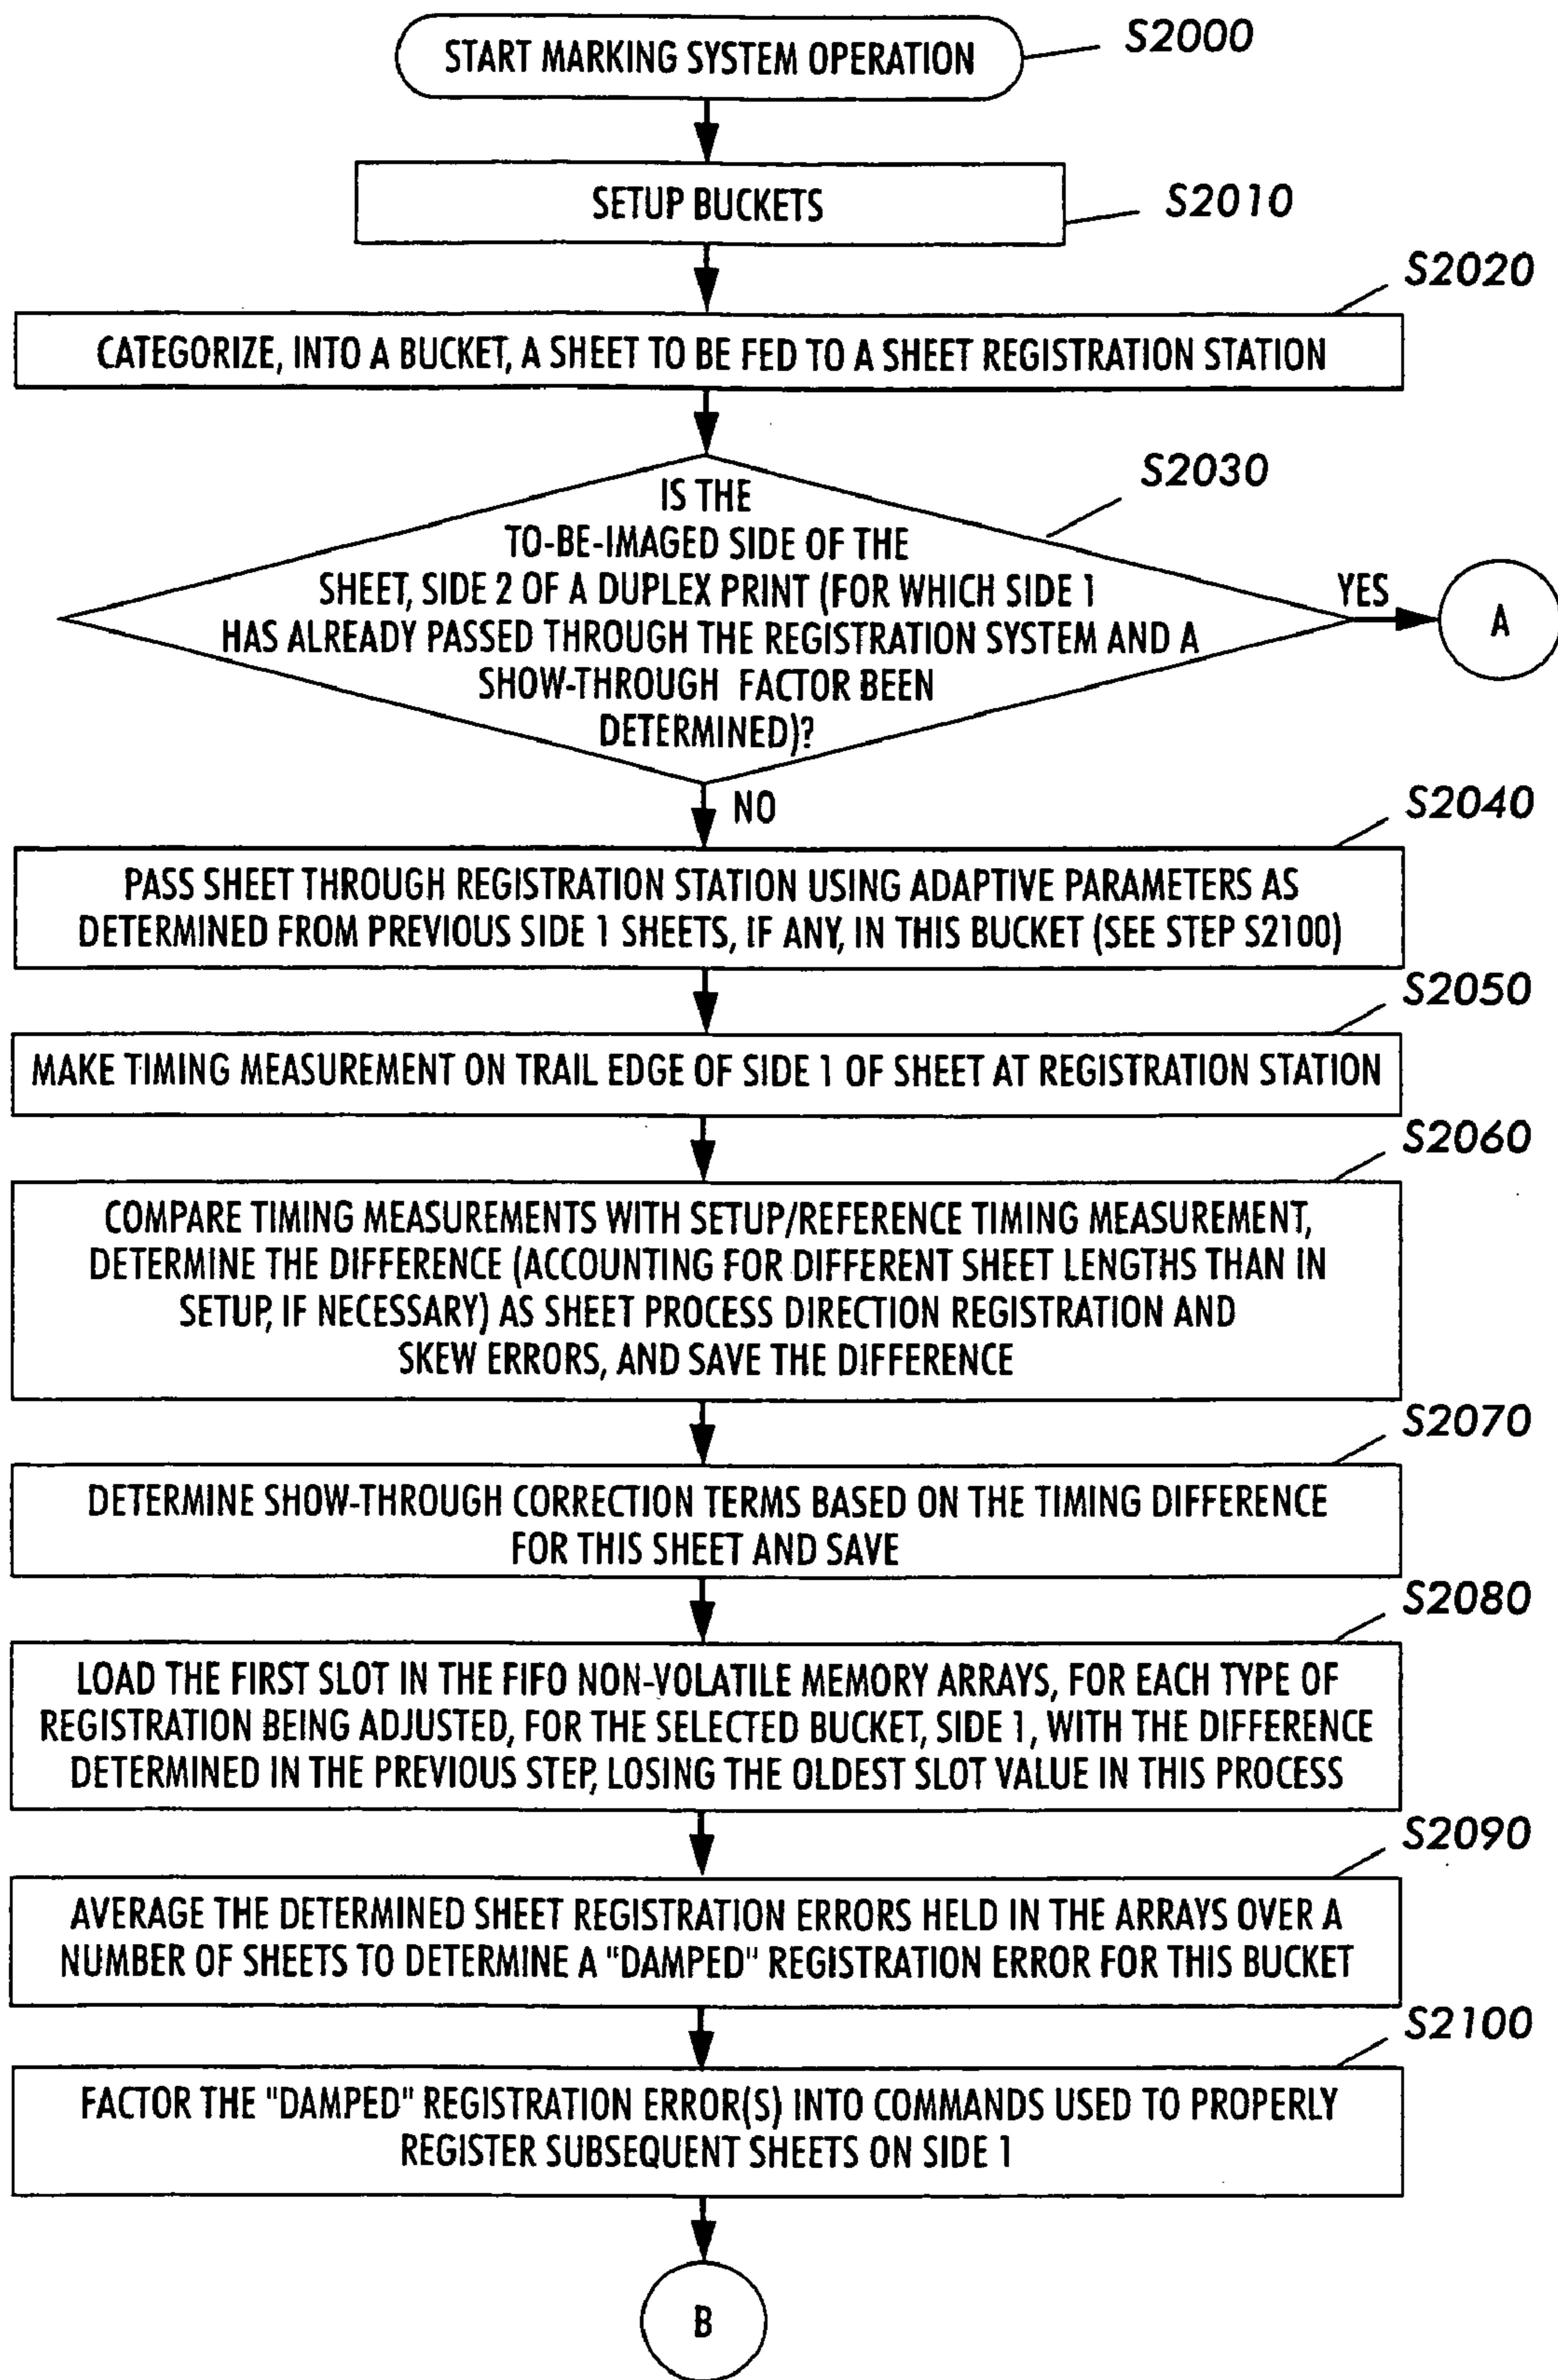 START MARKING SYSTEM OPERATION
S2000
SETUP BUCKETS
S2010
S2020
CATEGORIZE, INTO A BUCKET, A SHEET TO BE FED TO A SHEET REGISTRATION STATION
S2030
IS THE
TO-BE-IMAGED SIDE OF THE
SHEET, SIDE 2 OF A DUPLEX PRINT (FOR WHICH SIDE 1
HAS ALREADY PASSED THROUGH THE REGISTRATION SYSTEM AND A
SHOW-THROUGH FACTOR BEEN
DETERMINED)?
YES
A
NO
S2040
PASS SHEET THROUGH REGISTRATION STATION USING ADAPTIVE PARAMETERS AS
DETERMINED FROM PREVIOUS SIDE 1 SHEETS, IF ANY, IN THIS BUCKET (SEE STEP S2100)
S2050
MAKE TIMING MEASUREMENT ON TRAIL EDGE OF SIDE 1 OF SHEET AT REGISTRATION STATION
S2060
COMPARE TIMING MEASUREMENTS WITH SETUP/REFERENCE TIMING MEASUREMENT,
DETERMINE THE DIFFERENCE (ACCOUNTING FOR DIFFERENT SHEET LENGTHS THAN IN
SETUP, IF NECESSARY) AS SHEET PROCESS DIRECTION REGISTRATION AND
SKEW ERRORS, AND SAVE THE DIFFERENCE
S2070
DETERMINE SHOW-THROUGH CORRECTION TERMS BASED ON THE TIMING DIFFERENCE
FOR THIS SHEET AND SAVE
S2080
LOAD THE FIRST SLOT IN THE FIFO NON-VOLATILE MEMORY ARRAYS, FOR EACH TYPE OF
REGISTRATION BEING ADJUSTED, FOR THE SELECTED BUCKET, SIDE 1, WITH THE DIFFERENCE
DETERMINED IN THE PREVIOUS STEP, LOSING THE OLDEST SLOT VALUE IN THIS PROCESS
S2090
AVERAGE THE DETERMINED SHEET REGISTRATION ERRORS HELD IN THE ARRAYS OVER A
NUMBER OF SHEETS TO DETERMINE A "DAMPED" REGISTRATION ERROR FOR THIS BUCKET
S2100
FACTOR THE "DAMPED" REGISTRATION ERROR(S) INTO COMMANDS USED TO PROPERLY
REGISTER SUBSEQUENT SHEETS ON SIDE 1
B